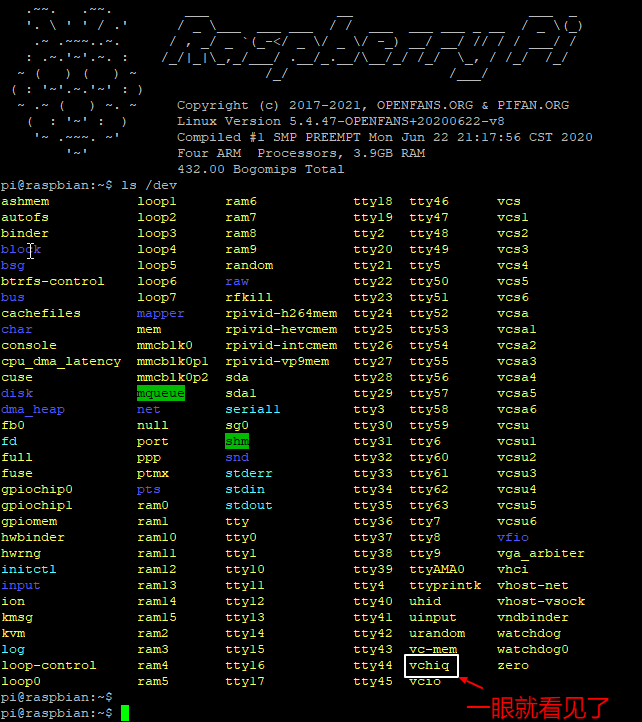 Copyright (c) 2017-2021, OPENFANS.ORG & PIFAN.ORG
Linux Version 5.4.47-OPENFANS+20200622-v8
Compiled #1 SMP PREEMPT Mon Jun 22 21:17:56 CST 2020
Four ARM  Processors, 3.9GB RAM
432.00 Bogomips Total
pi@raspbian:~$ ls /dev
ashmem loop1 ram6 tty18 tty46 vcs
autofs loop2 ram7 tty19 tty47 vcs1
binder loop3 ram8 tty2 tty48 vcs2
block loop4 ram9 tty20 tty49 vcs3
bsg loop5 random tty21 tty5 vcs4
btrfs-control loop6 raw tty22 tty50 vcs5
bus loop7 rfkill tty23 tty51 vcs6
cachefiles mapper rpivid-h264mem tty24 tty52 vcsa
char mem rpivid-hevcmem tty25 tty53 vcsa1
console mmcblk0 rpivid-intcmem tty26 tty54 vcsa2
cpu_dma_latency mmcblk0p1 rpivid-vp9mem tty27 tty55 vcsa3
cuse mmcblk0p2 sda tty28 tty56 vcsa4
disk mqueue sda1 tty29 tty57 vcsa5
dma_heap net serial1 tty3 tty58 vcsa6
fb0 null sg0 tty30 tty59 vcsu
fd port shm tty31 tty6 vcsu1
full ppp snd tty32 tty60 vcsu2
fuse ptmx stderr tty33 tty61 vcsu3
gpiochip0 pts stdin tty34 tty62 vcsu4
gpiochip1 ram0 stdout tty35 tty63 vcsu5
gpiomem ram1 tty tty36 tty7 vcsu6
hwbinder ram10 tty0 tty37 tty8 vfio
hwrng ram11 tty1 tty38 tty9 vga_arbiter
initctl ram12 tty10 tty39 ttyAMA0 vhci
input ram13 tty11 tty4 ttyprintk vhost-net
ion ram14 tty12 tty40 uhid vhost-vsock
kmsg ram15 tty13 tty41 uinput vndbinder
kvm ram2 tty14 tty42 urandom watchdog
log ram3 tty15 tty43 vc-mem watchdog0
loop-control ram4 tty16 tty44 vchiq zero
loop0 ram5 tty17 tty45 vcio
pi@raspbian:~$
pi@raspbian:~$
一眼就看见了